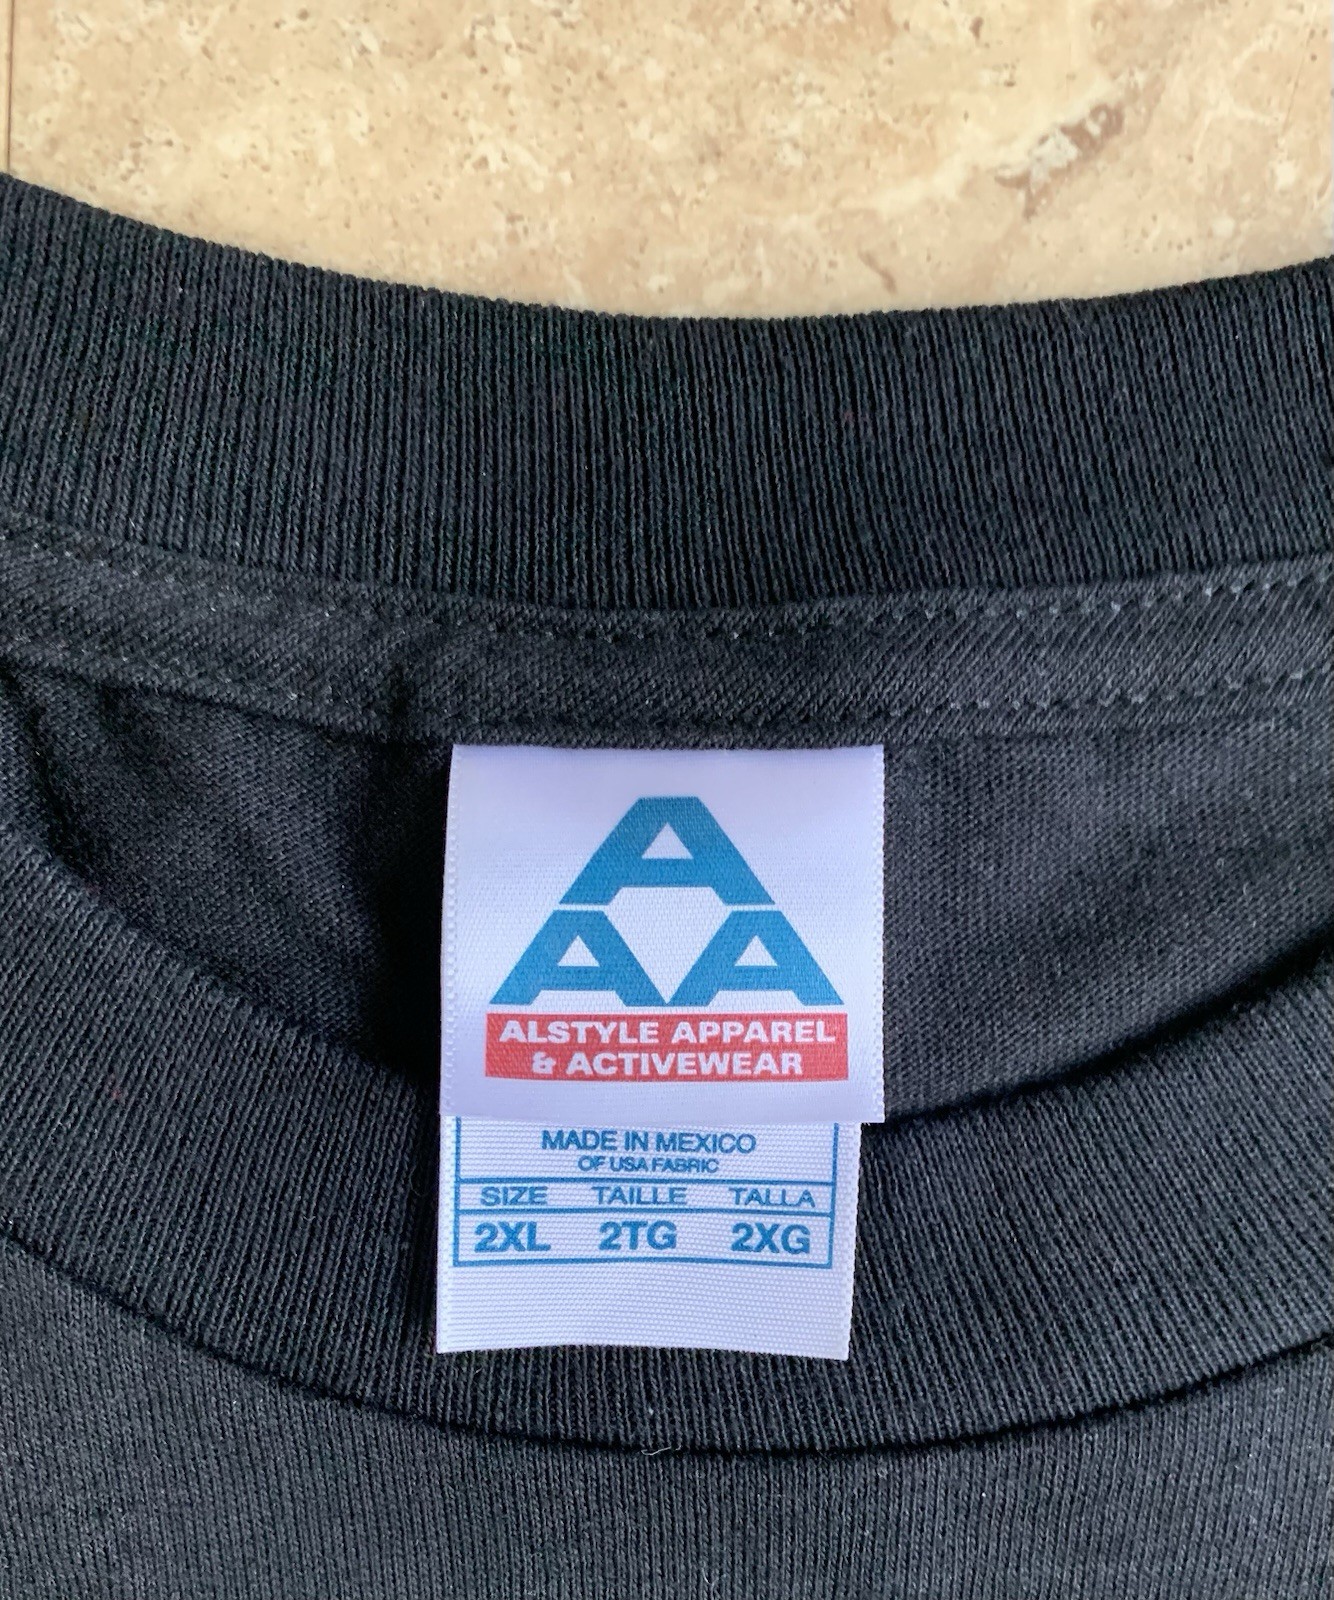 A
A A
ALSTYLE APPAREL
& ACTIVEWEAR
MADE IN MEXICO
OF USA FABRIC
SIZE TAILLE TALLA
2XL 2TG 2XG